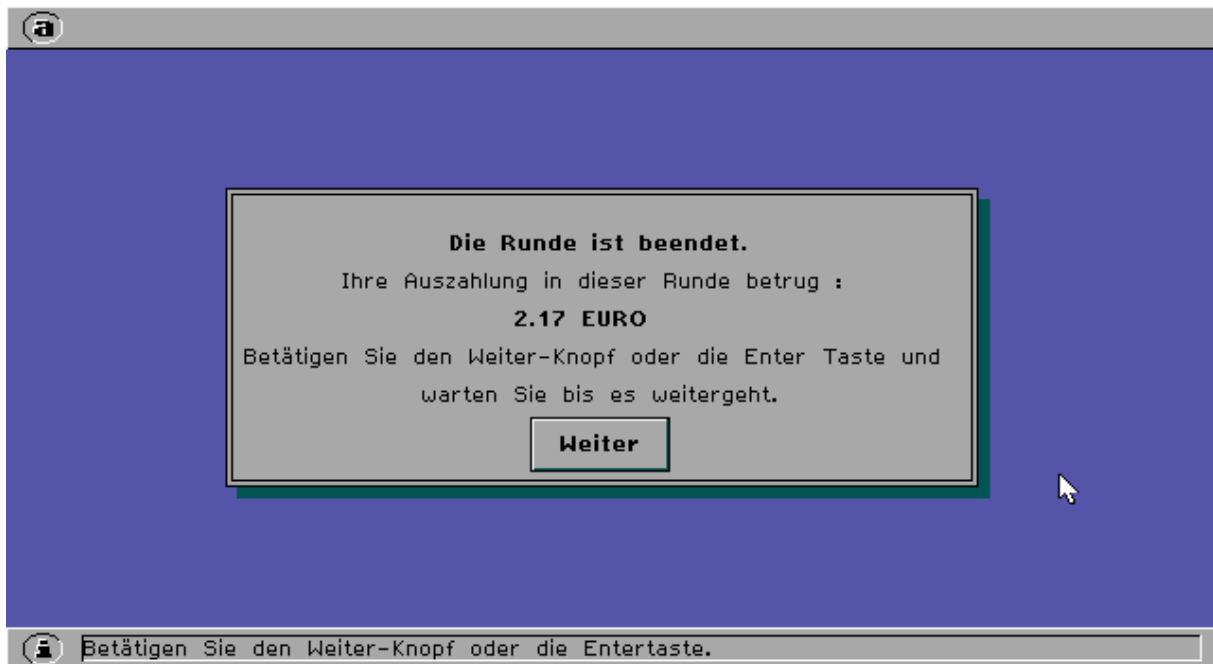 a
Die Runde ist beendet.
Ihre Auszahlung in dieser Runde betrug :
2.17 EURO
Betätigen Sie den Weiter-Knopf oder die Enter Taste und
warten Sie bis es weitergeht.
Weiter
i Betätigen Sie den Weiter-Knopf oder die Entertaste.